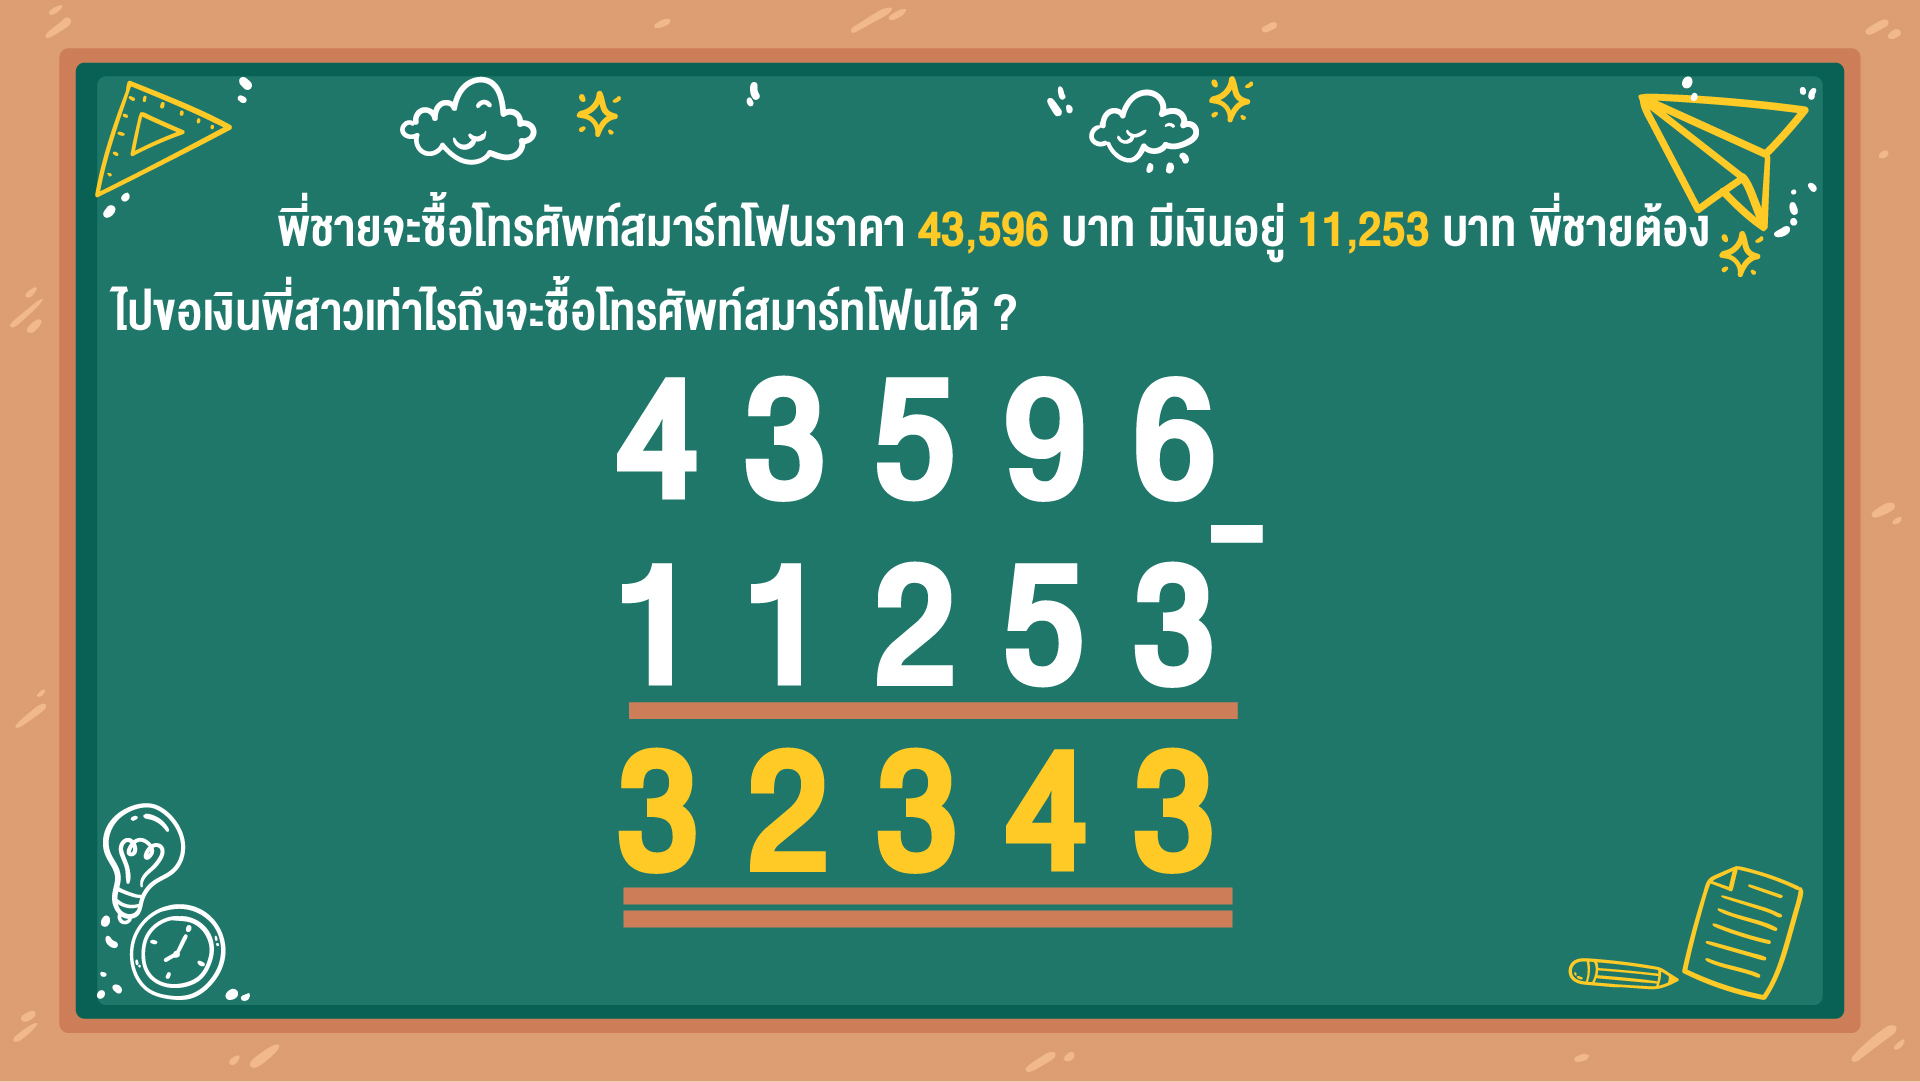 พี่ชายจะซื้อโทรศัพท์สมาร์ทโฟนราคา 43,596 บาท มีเงินอยู่ 11,253 บาท พี่ชายต้อง
ไปขอเงินพี่สาวเท่าไรถึงจะซื้อโทรศัพท์สมาร์ทโฟนได้ ?
4 3 5 9 6
-
1 1 2 5 3
3 2 3 4 3